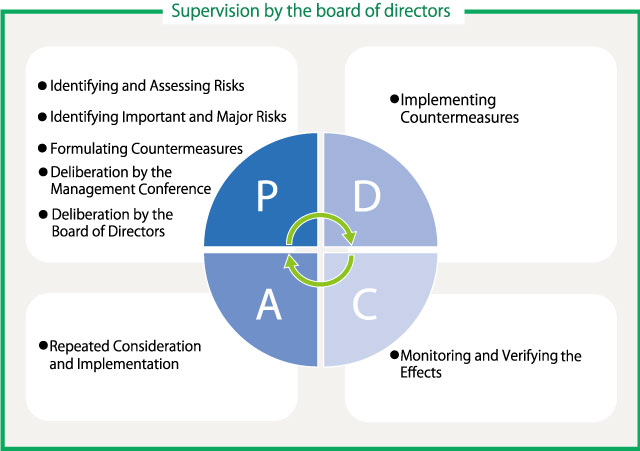 Supervision by the board of directors
●Identifying and Assessing Risks
●Identifying Important and Major Risks
●Formulating Countermeasures
●Deliberation by the
Management Conference
●Deliberation by the
Board of Directors
●Implementing
Countermeasures
P
D
A
C
●Repeated Consideration
and Implementation
●Monitoring and Verifying the
Effects